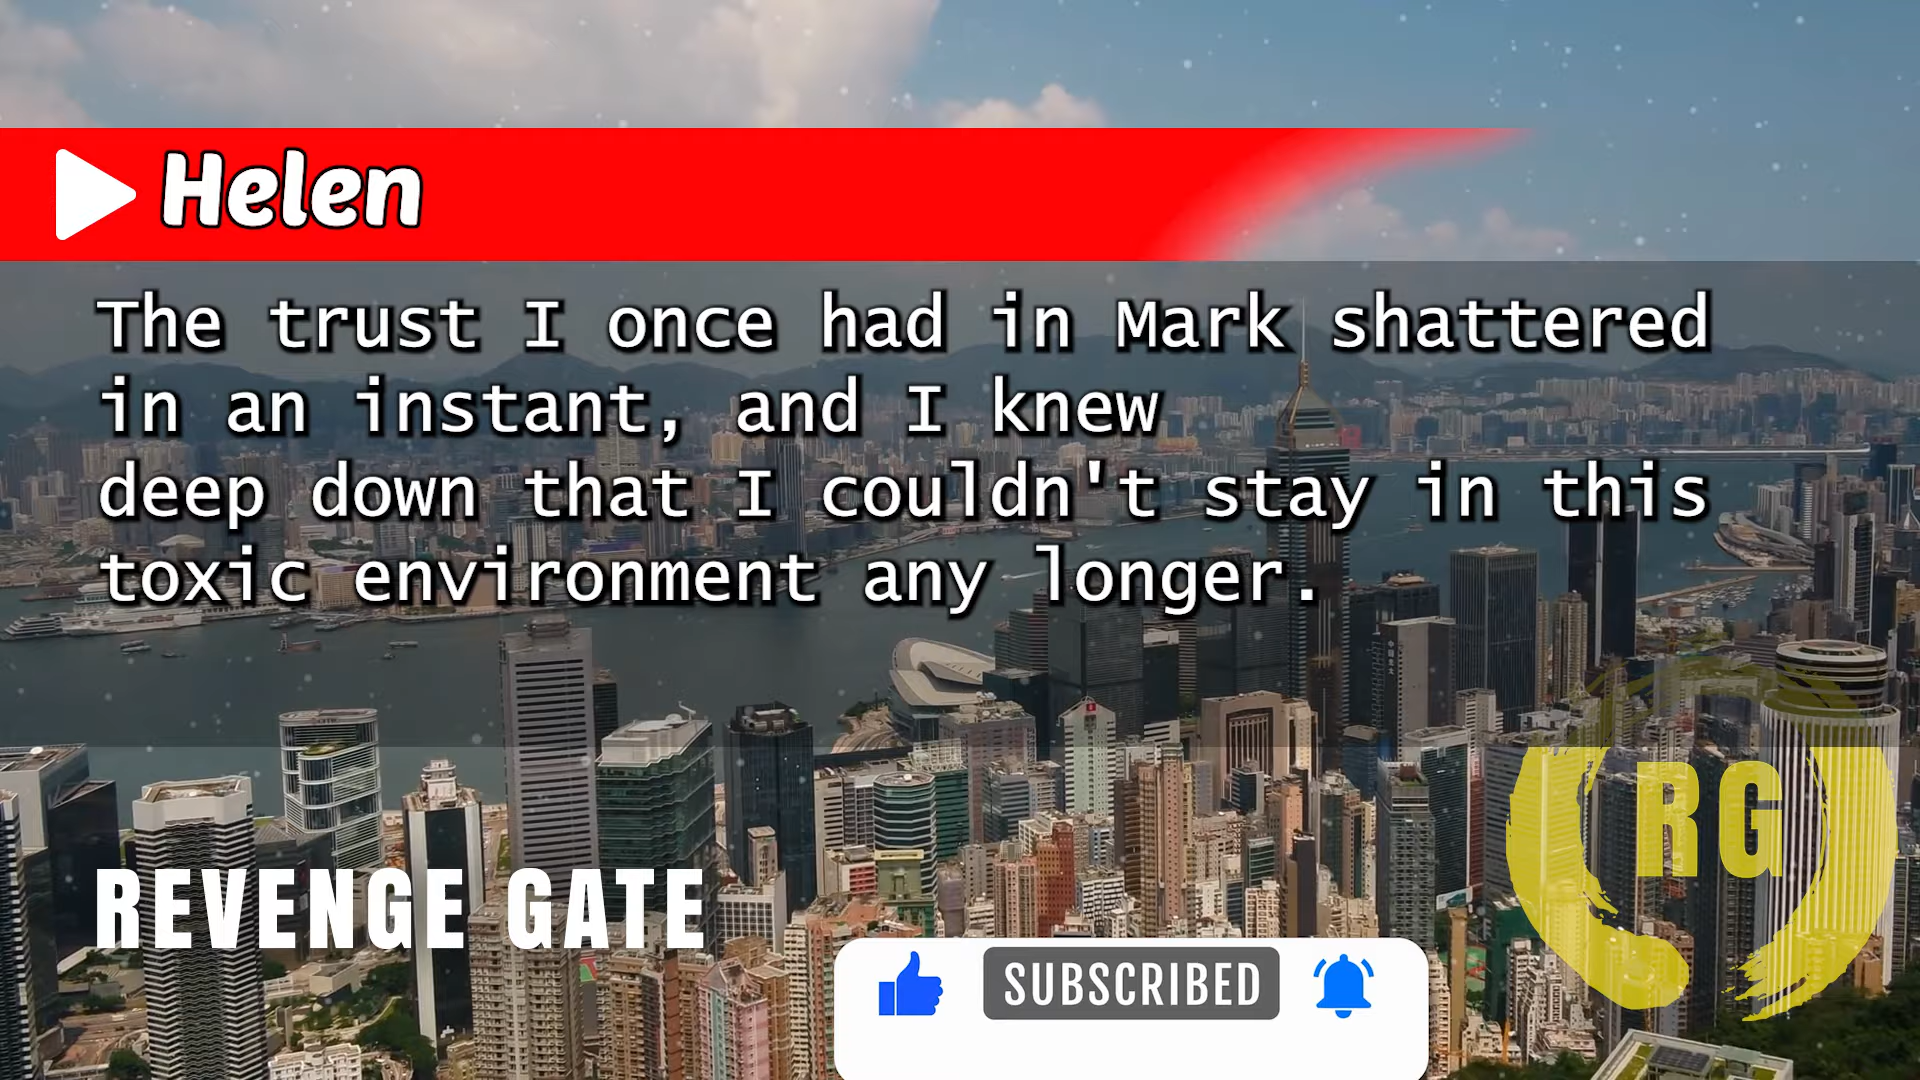 Helen
The trust I once had in Mark shattered
in an instant, and I knew
deep down that I couldn't stay in this
toxic environment any longer.
RG
REVENGE GATE
SUBSCRIBED